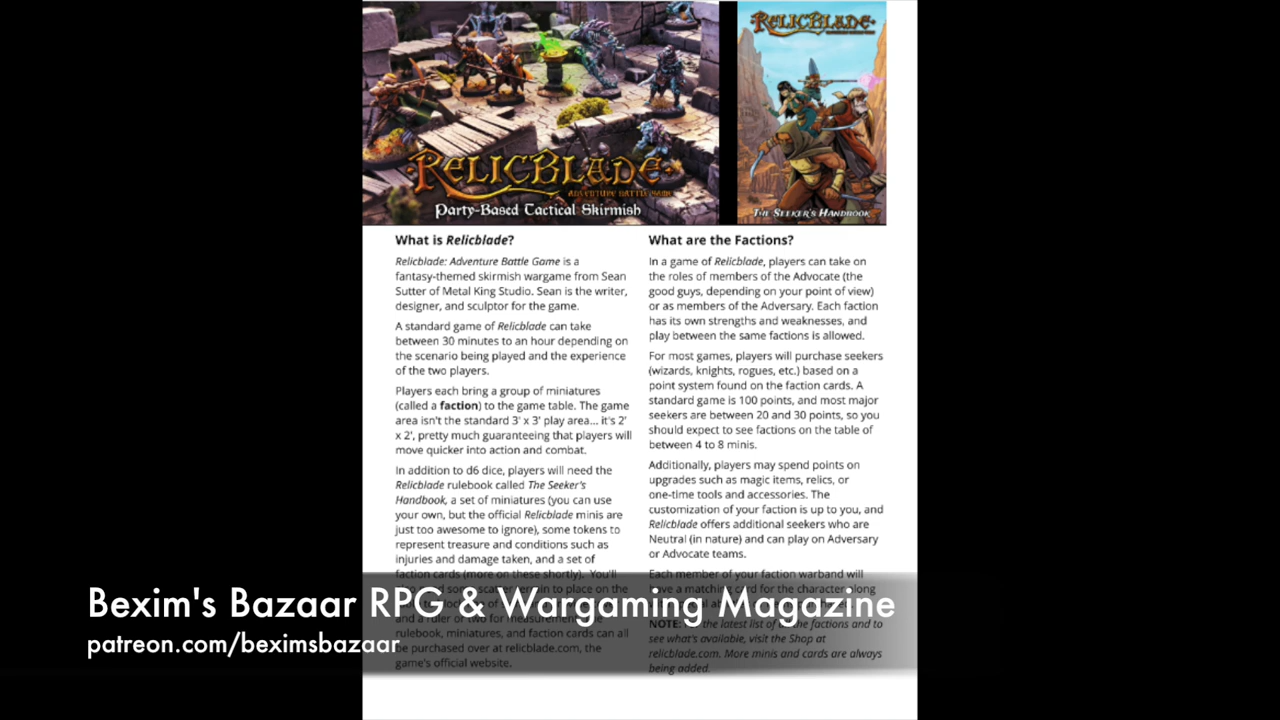 RELICBLADE
ADVENTURE BATTLE GAME
Party-Based Tactical Skirmish
RELICBLADE
THE SEEKER'S HANDBOOK
What is Relicblade?
Relicblade: Adventure Battle Game is a
fantasy-themed skirmish wargame from Sean
Sutter of Metal King Studio. Sean is the writer,
designer, and sculptor for the game.
A standard game of Relicblade can take
between 30 minutes to an hour depending on
the scenario being played and the experience
of the two players.
Players each bring a group of miniatures
(called a faction) to the game table. The game
area isn't the standard 3' x 3' play area... it's 2'
x 2', pretty much guaranteeing that players will
move quicker into action and combat.
In addition to d6 dice, players will need the
Relicblade rulebook called The Seeker's
Handbook, a set of miniatures (you can use
your own, but the official Relicblade minis are
just too awesome to ignore), some tokens to
represent treasure and conditions such as
injuries and damage taken, and a set of
faction cards (more on these shortly). You'll
to place on the
and a ruler or two for
rulebook, miniatures, and faction cards can all
be purchased over at relicblade.com, the
game's official website.
What are the Factions?
In a game of Relicblade, players can take on
the roles of members of the Advocate (the
good guys, depending on your point of view)
or as members of the Adversary. Each faction
has its own strengths and weaknesses, and
play between the same factions is allowed.
For most games, players will purchase seekers
(wizards, knights, rogues, etc.) based on a
point system found on the faction cards. A
standard game is 100 points, and most major
seekers are between 20 and 30 points, so you
should expect to see factions on the table of
between 4 to 8 minis.
Additionally, players may spend points on
upgrades such as magic items, relics, or
one-time tools and accessories. The
customization of your faction is up to you, and
Relicblade offers additional seekers who are
Neutral (in nature) and can play on Adversary
or Advocate teams.
Each member of your faction warband will
have a matching card for the character along
NOTE: the latest list of the factions and to
see what's available, visit the Shop at
relicblade.com. More minis and cards are always
being added.
Bexim's Bazaar RPG & Wargaming Magazine
patreon.com/beximsbazaar